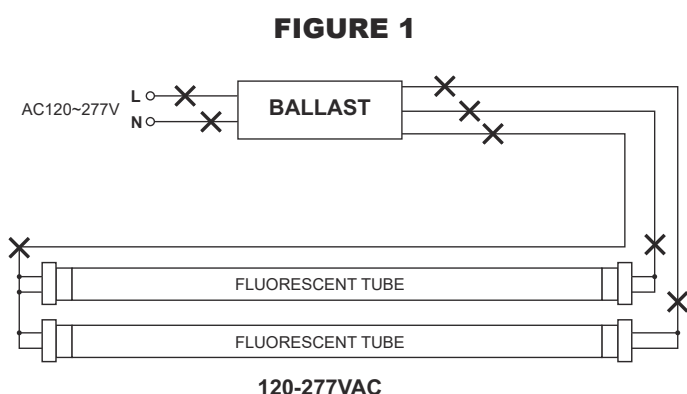 FIGURE 1
AC120~277V
L
N
BALLAST
FLUORESCENT TUBE
FLUORESCENT TUBE
120-277VAC